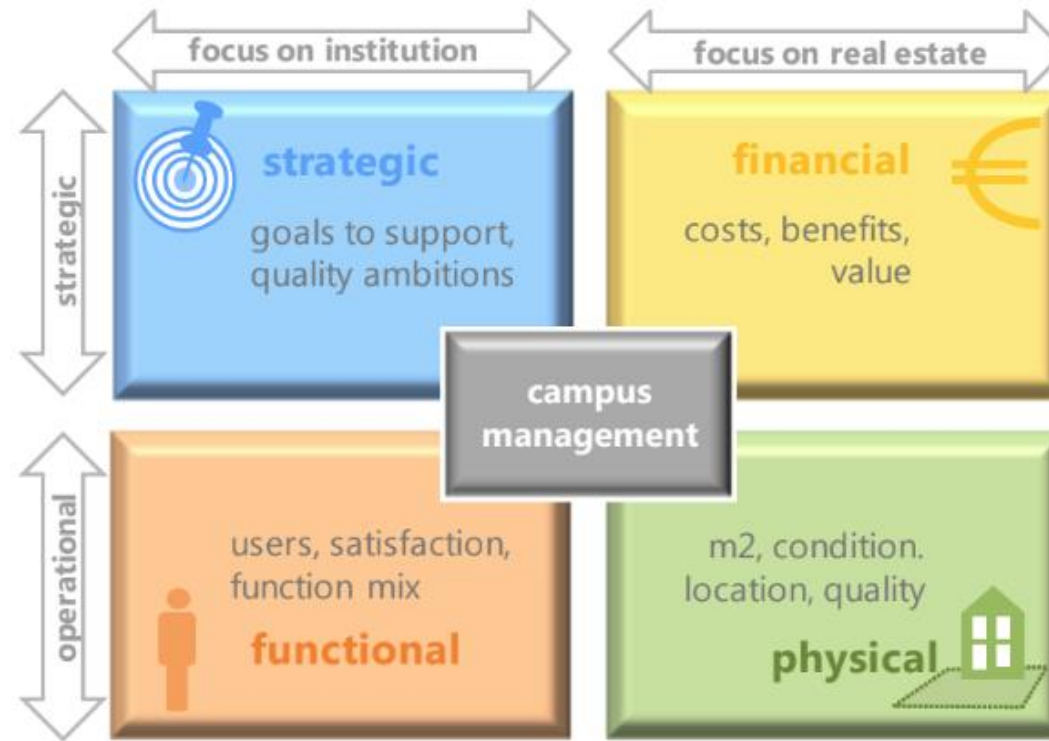 focus on institution
focus on real estate
strategic
strategic
goals to support,
quality ambitions
financial
costs, benefits,
value
€
campus
management
operational
users, satisfaction,
function mix
functional
m2, condition.
location, quality
physical